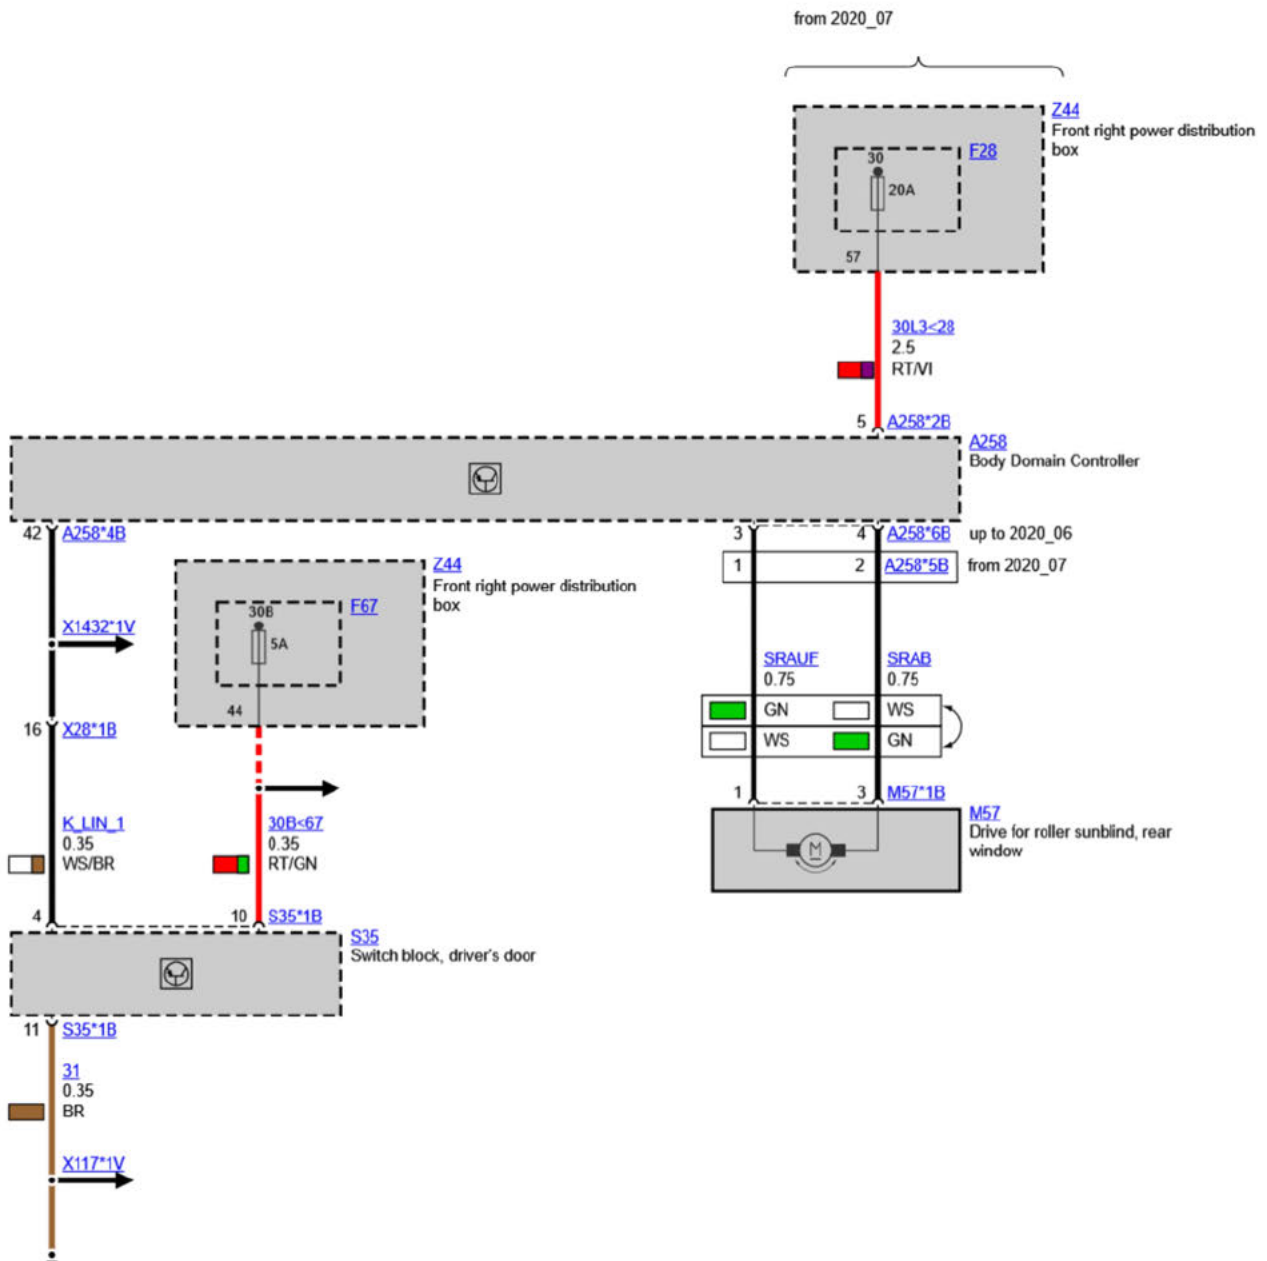 from 2020_07
Z44
Front right power distribution
box
F28
30
20A
57
30L3<28
2.5
RT/VI
5 A258*2B
A258
Body Domain Controller
42 A258*4B
3 4 A258*6B up to 2020_06
1 2 A258*5B from 2020_07
Z44
Front right power distribution
box
F67
30B
5A
44
X1432*1V
16 X28*1B
SRAUF
0.75
SRAB
0.75
GN WS
WS GN
K_LIN_1
0.35
WS/BR
30B<67
0.35
RT/GN
1 3 M57*1B
M57
Drive for roller sunblind, rear
window
M
4 10 S35*1B
S35
Switch block, driver's door
11 S35*1B
31
0.35
BR
X117*1V